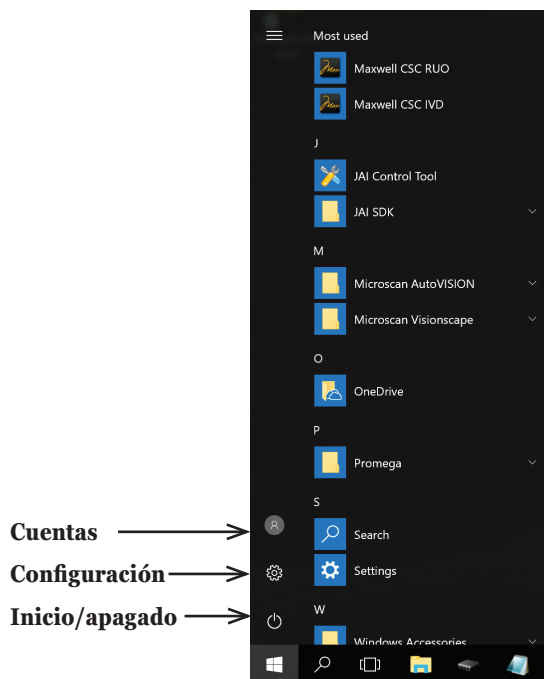 Most used
Maxwell CSC RUO
Maxwell CSC IVD
J
JAI Control Tool
JAI SDK
M
Microscan AutoVISION
Microscan Visionscape
O
OneDrive
P
Promega
S
Cuentas
Search
Configuración
Settings
Inicio/apagado
W
Windows Accessories